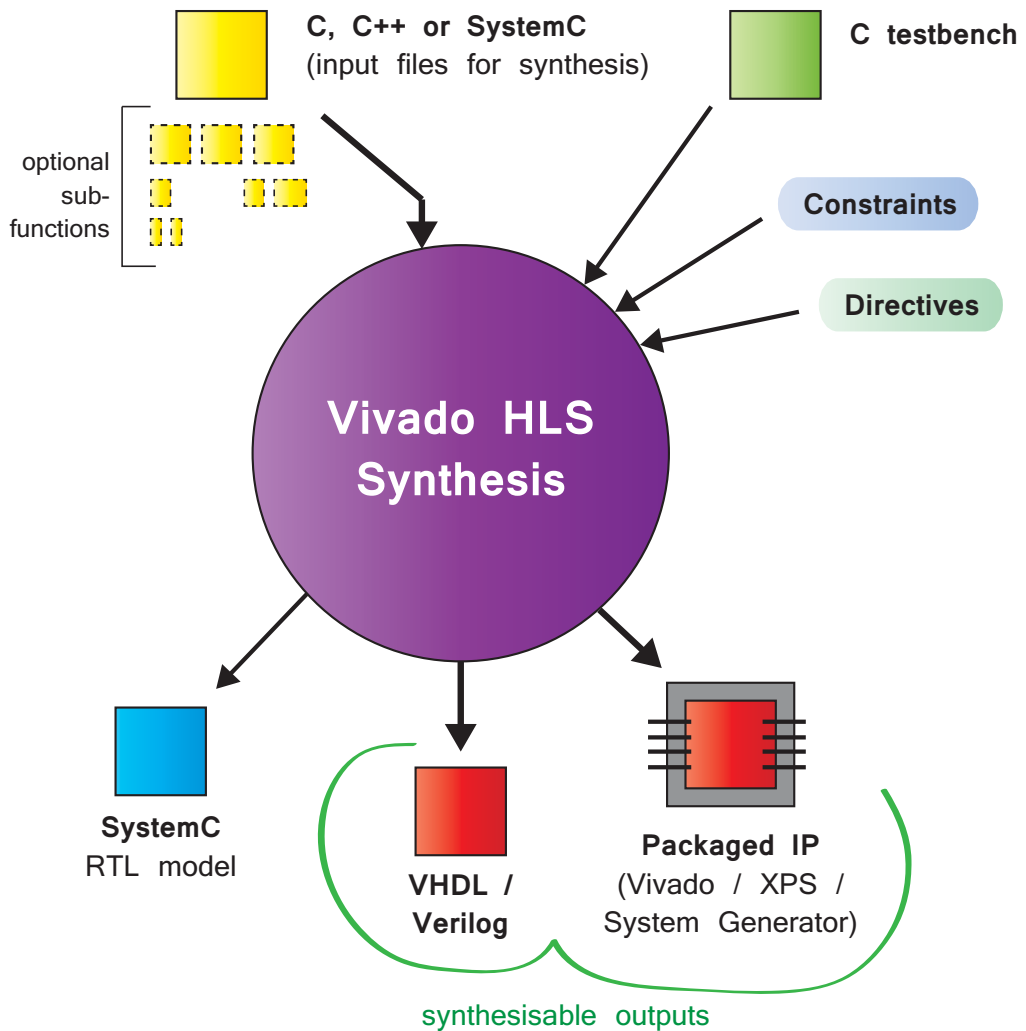 C, C++ or SystemC
(input files for synthesis)
C testbench
optional
sub-
functions
Constraints
Directives
Vivado HLS
Synthesis
SystemC
RTL model
VHDL /
Verilog
Packaged IP
(Vivado / XPS /
System Generator)
synthesisable outputs